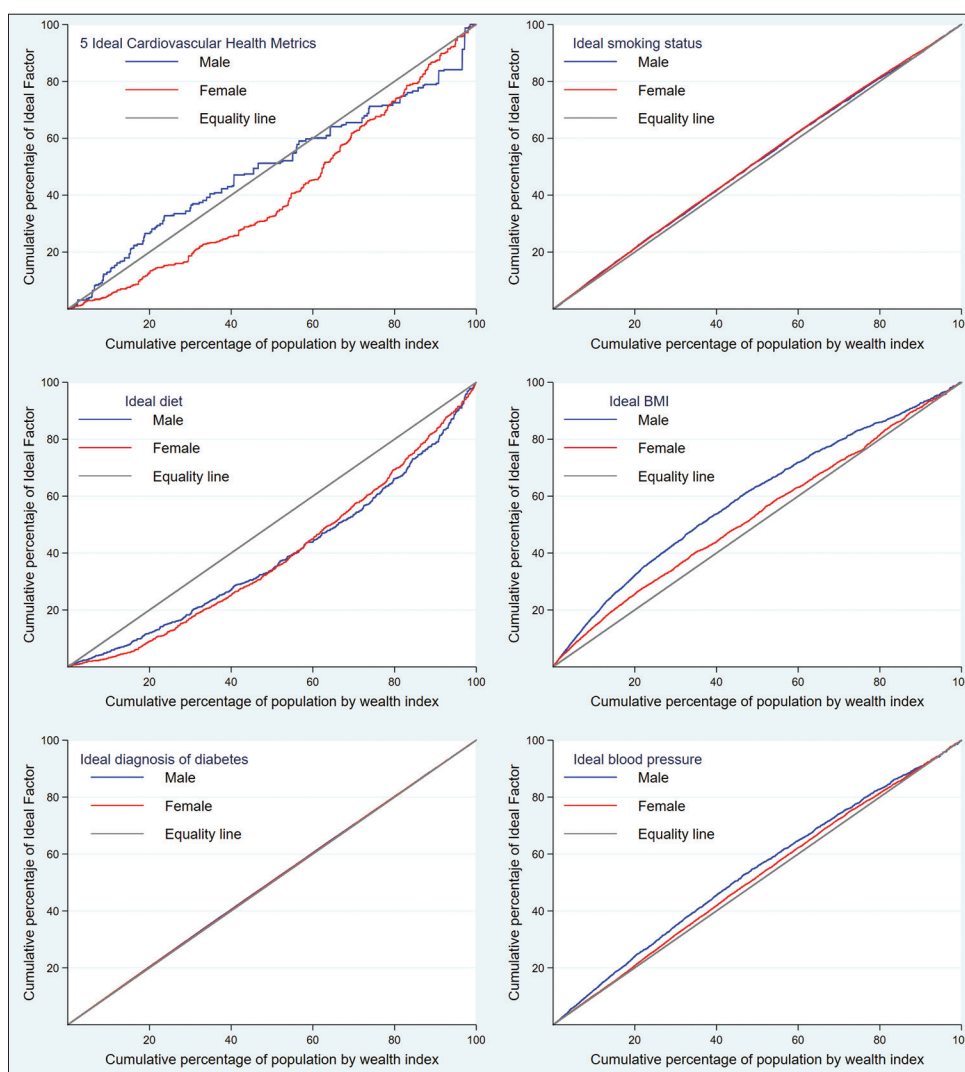 5 Ideal Cardiovascular Health Metrics
Male
Female
Equality line
Cumulative percentaje of Ideal Factor
100
80
60
40
20
20 40 60 80 100
Cumulative percentage of population by wealth index
Ideal smoking status
Male
Female
Equality line
Cumulative percentaje of Ideal Factor
100
80
60
40
20
20 40 60 80 100
Cumulative percentage of population by wealth index
Ideal diet
Male
Female
Equality line
Cumulative percentaje of Ideal Factor
100
80
60
40
20
20 40 60 80 100
Cumulative percentage of population by wealth index
Ideal BMI
Male
Female
Equality line
Cumulative percentaje of Ideal Factor
100
80
60
40
20
20 40 60 80 10
Cumulative percentage of population by wealth index
Ideal diagnosis of diabetes
Male
Female
Equality line
Cumulative percentaje of Ideal Factor
100
80
60
40
20
20 40 60 80 100
Cumulative percentage of population by wealth index
Ideal blood pressure
Male
Female
Equality line
Cumulative percentaje of Ideal Factor
100
80
60
40
20
20 40 60 80 10
Cumulative percentage of population by wealth index